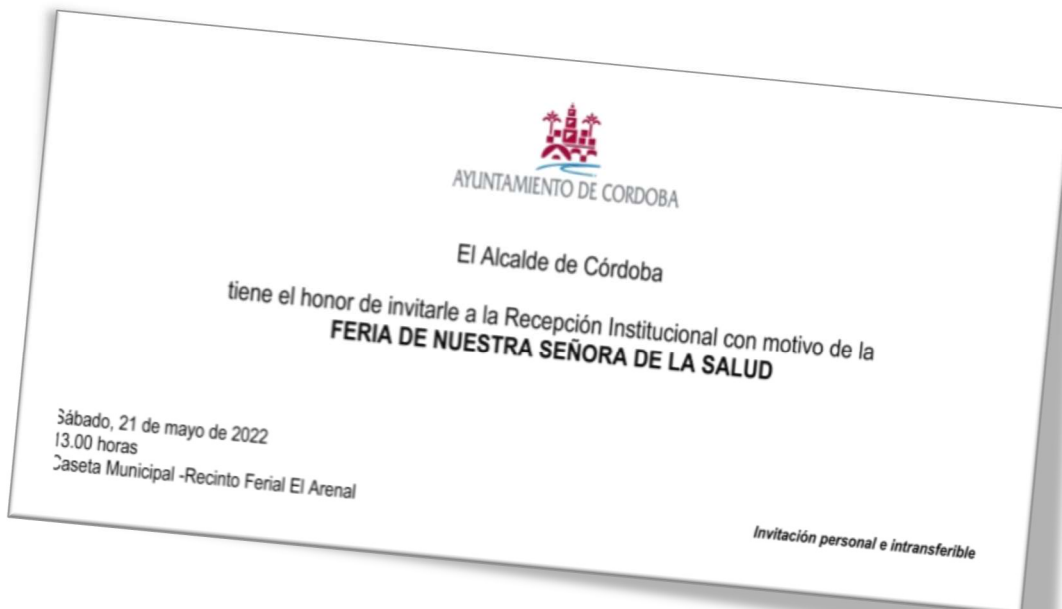 AYUNTAMIENTO DE CORDOBA
El Alcalde de Córdoba
tiene el honor de invitarle a la Recepción Institucional con motivo de la
FERIA DE NUESTRA SEÑORA DE LA SALUD
Sábado, 21 de mayo de 2022
13.00 horas
Caseta Municipal -Recinto Ferial El Arenal
Invitación personal e intransferible